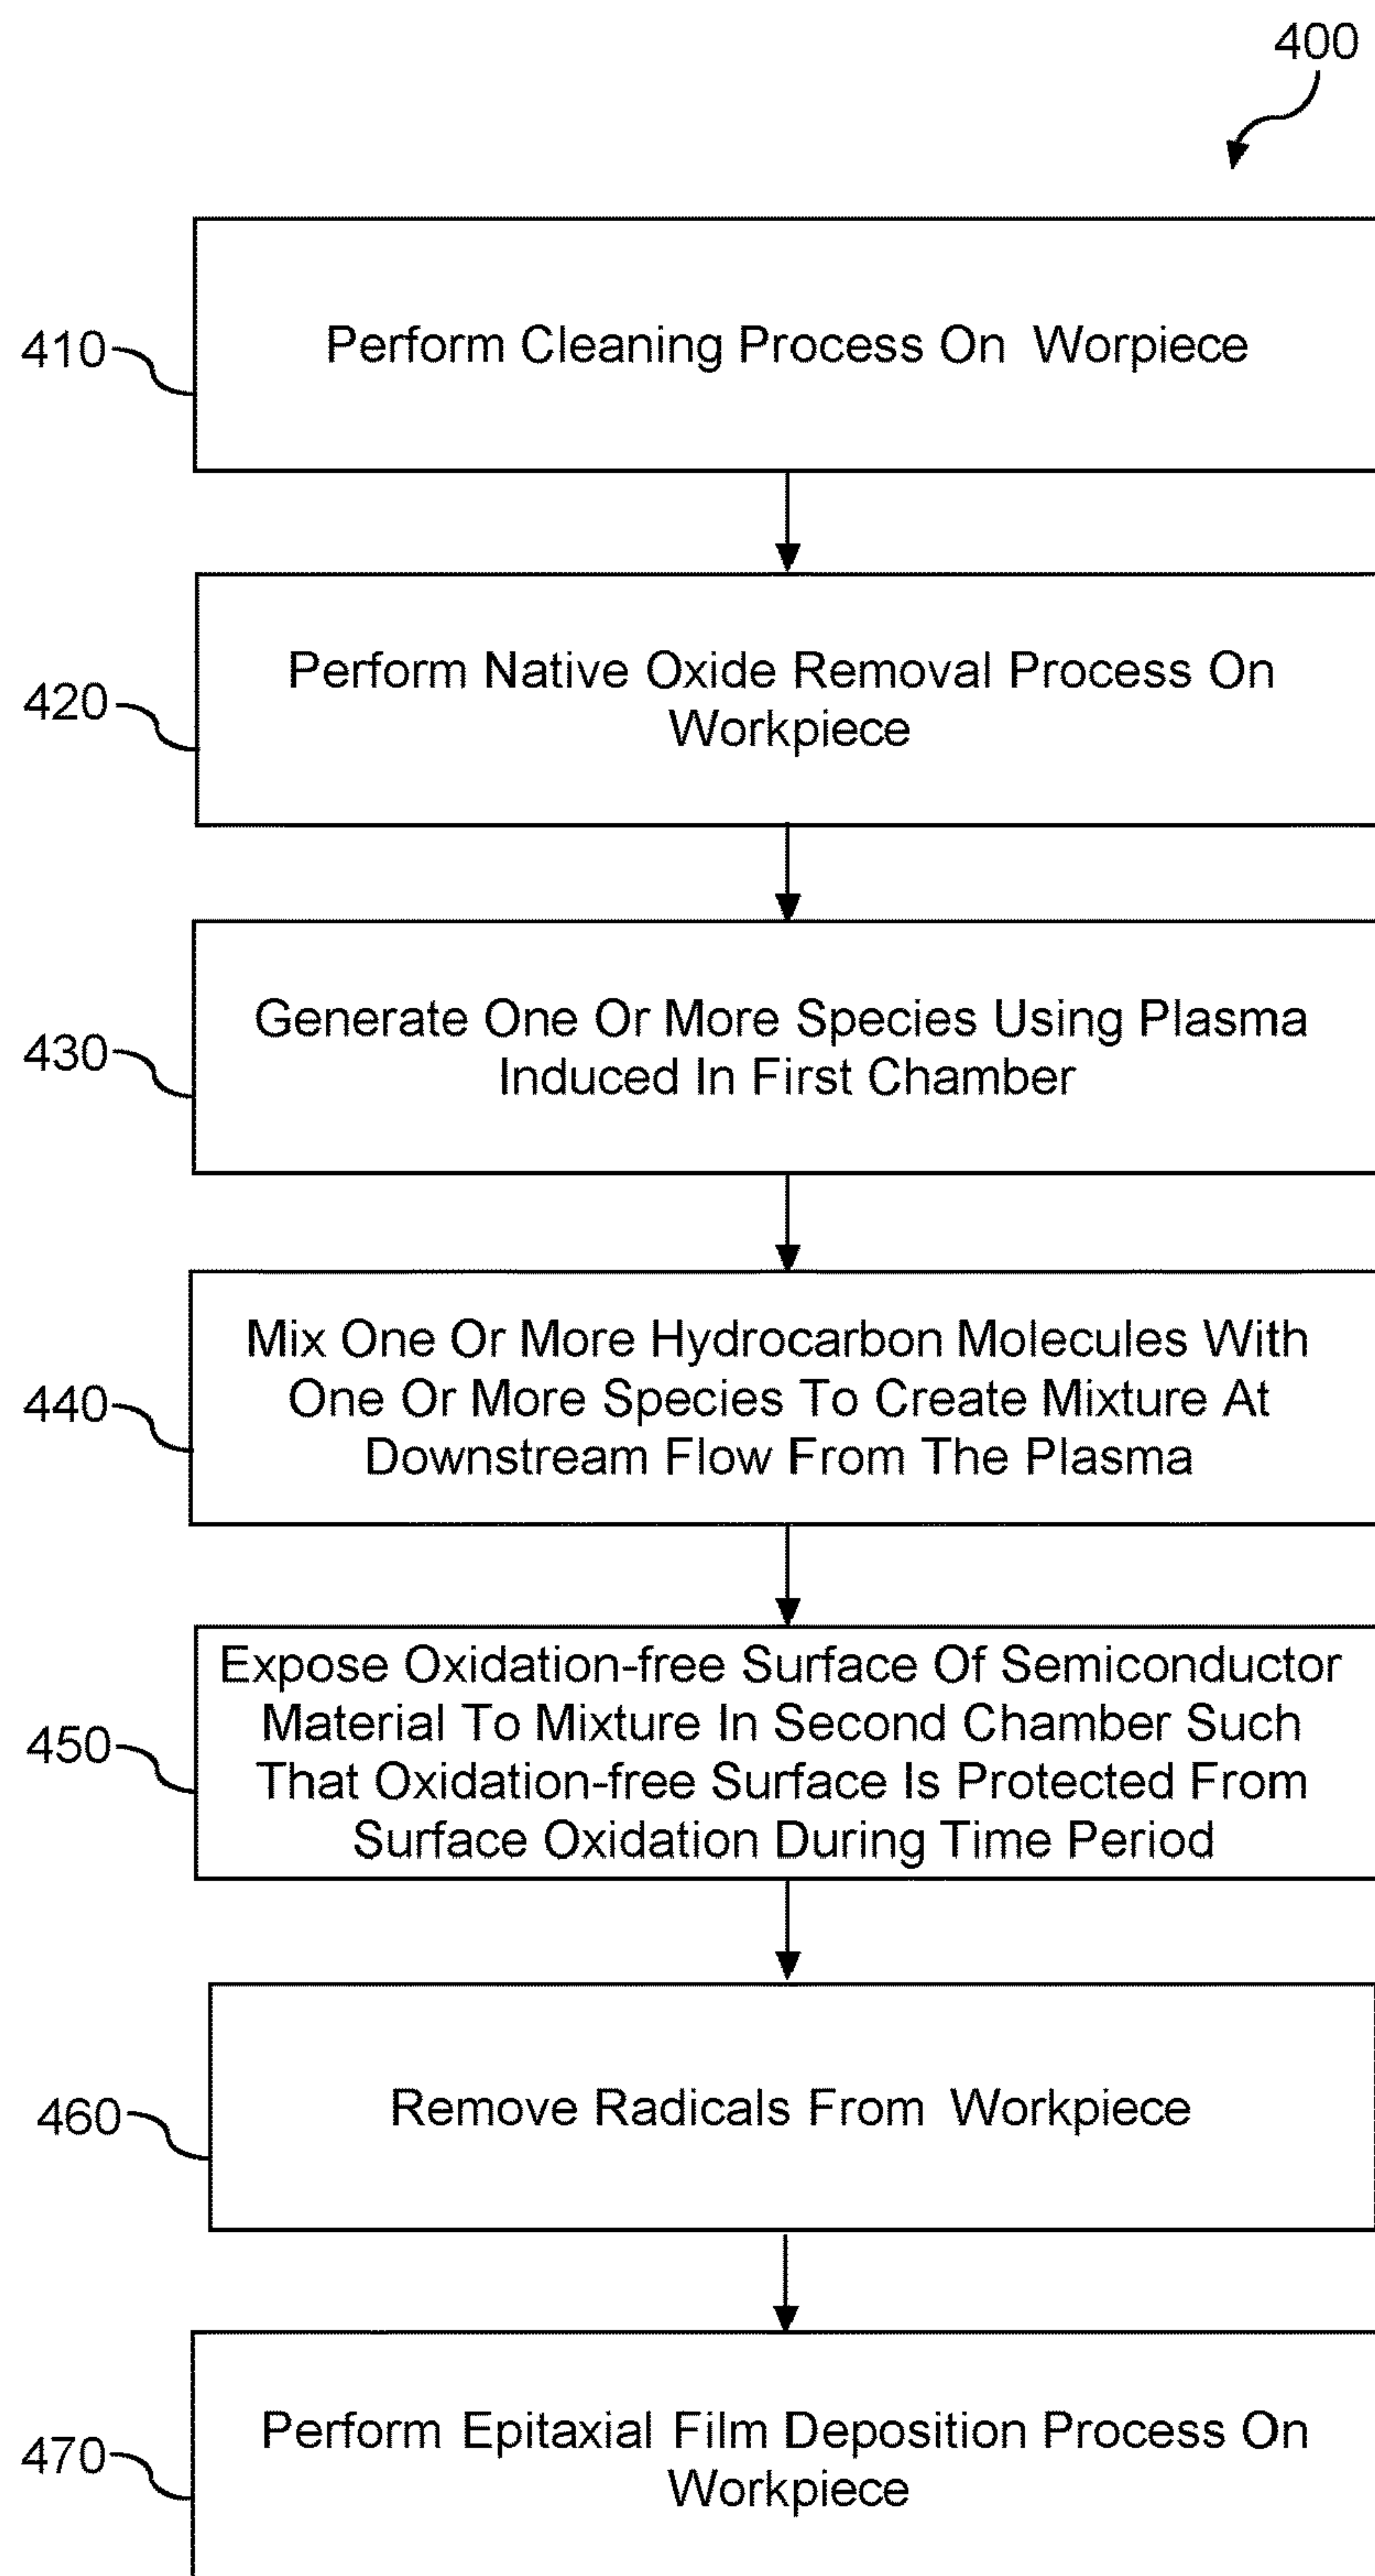 400
410
Perform Cleaning Process On Worpiece
420
Perform Native Oxide Removal Process On
Workpiece
430
Generate One Or More Species Using Plasma
Induced In First Chamber
440
Mix One Or More Hydrocarbon Molecules With
One Or More Species To Create Mixture At
Downstream Flow From The Plasma
450
Expose Oxidation-free Surface Of Semiconductor
Material To Mixture In Second Chamber Such
That Oxidation-free Surface Is Protected From
Surface Oxidation During Time Period
460
Remove Radicals From Workpiece
470
Perform Epitaxial Film Deposition Process On
Workpiece